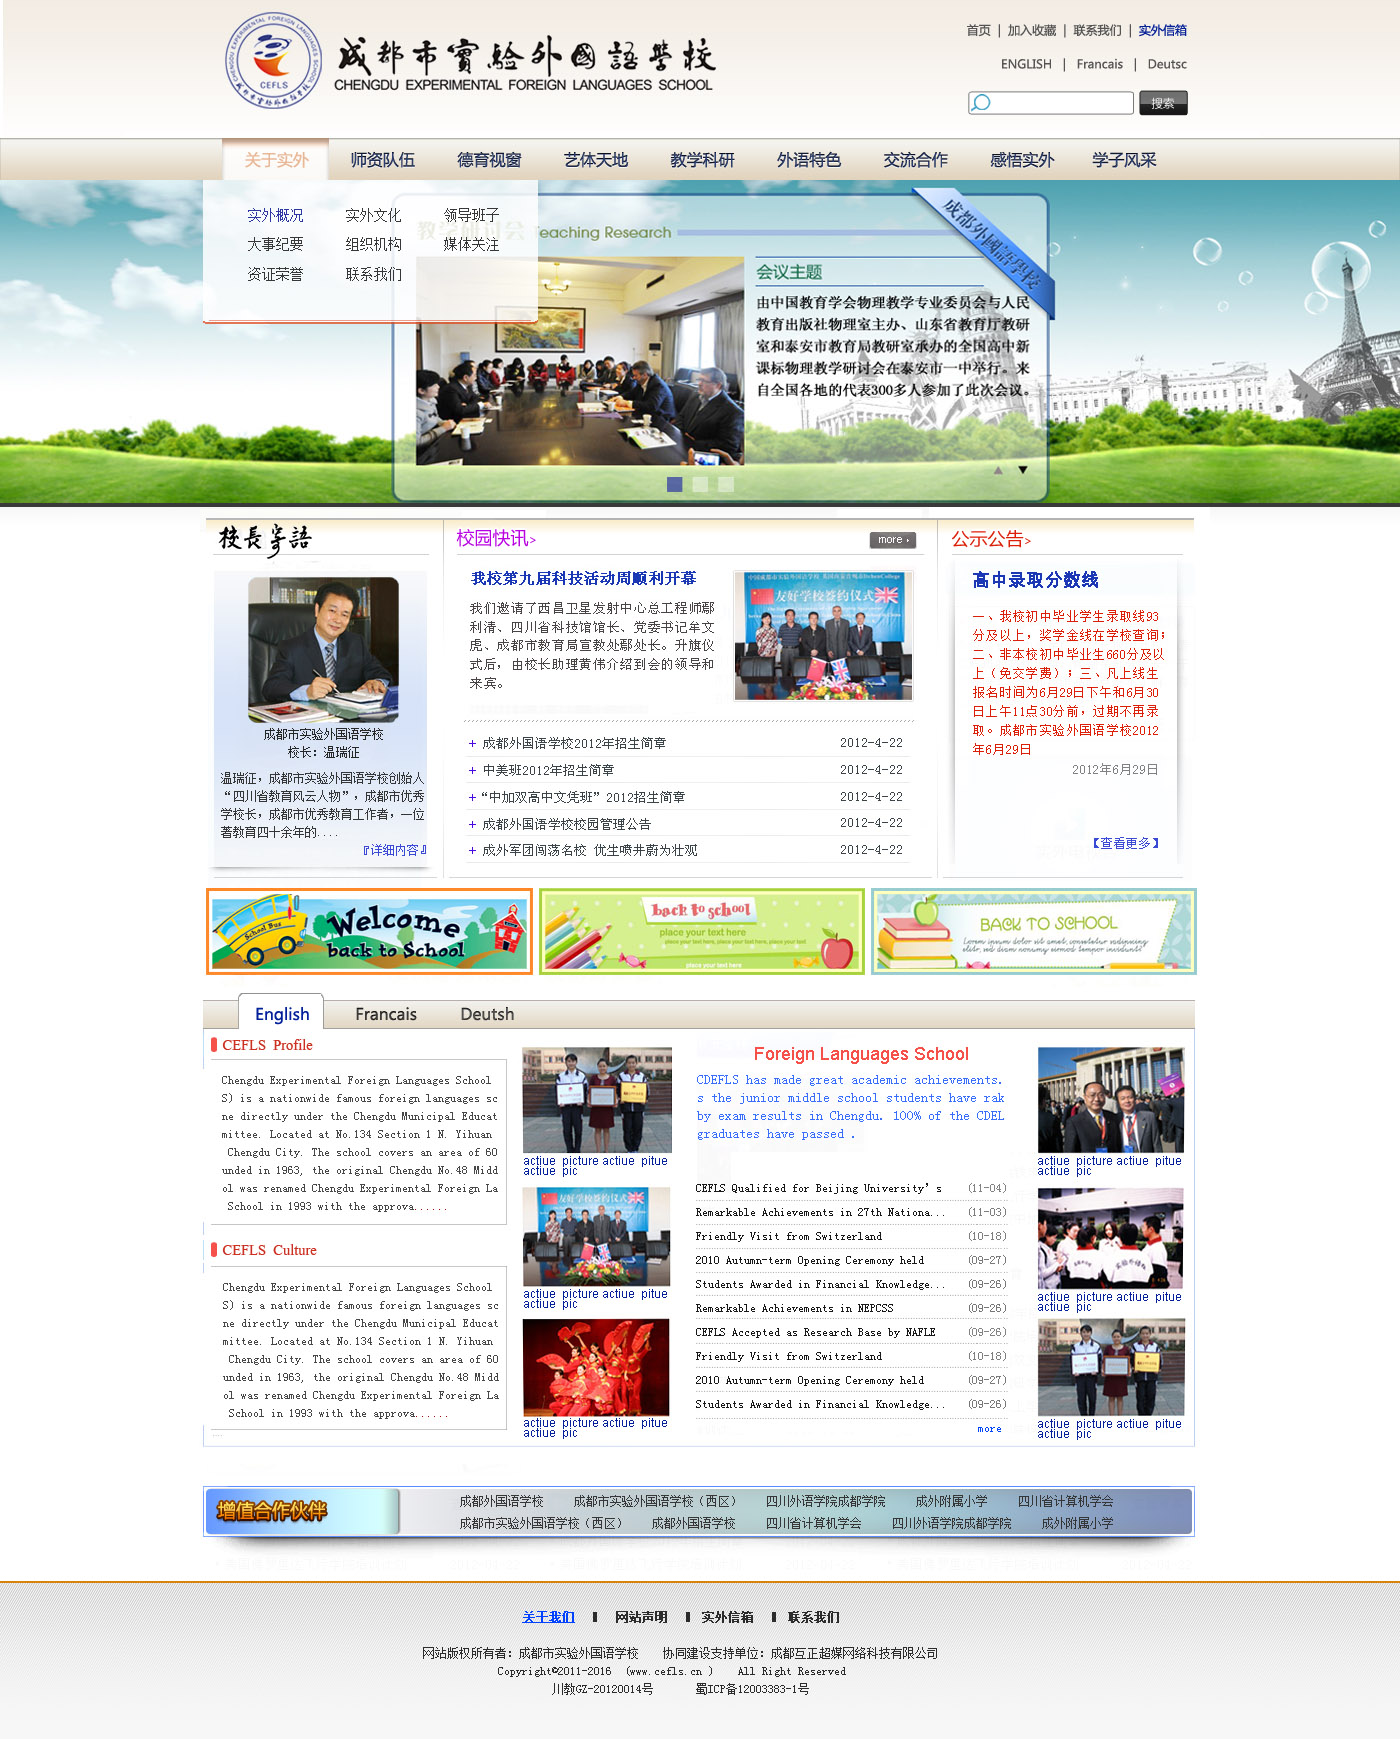 首页 | 加入收藏 | 联系我们 | 实外信箱
成都市實验外國語學校
CHENGDU EXPERIMENTAL FOREIGN LANGUAGES SCHOOL
CEFLS
ENGLISH | Francais | Deutsc
搜索
关于实外 师资队伍 德育视窗 艺体天地 教学科研 外语特色 交流合作 感悟实外 学子风采
实外概况 实外文化 领导班子
大事纪要 组织机构 媒体关注
资证荣誉 联系我们
教学研讨会 Teaching Research
成都外國語學校
会议主题
由中国教育学会物理教学专业委员会与人民
教育出版社物理室主办、山东省教育厅教研
室和泰安市教育局教研室承办的全国高中新
课标物理教学研讨会在泰安市一中举行。来
自全国各地的代表300多人参加了此次会议。
校長寄語
成都市实验外国语学校
校长：温瑞征
温瑞征，成都市实验外国语学校创始人
“四川省教育风云人物”，成都市优秀
学校长，成都市优秀教育工作者，一位
著教育四十余年的....
『详细内容』
校园快讯>
more
我校第九届科技活动周顺利开幕
我们邀请了西昌卫星发射中心总工程师鄢
利清、四川省科技馆馆长、党委书记牟文
虎、成都市教育局宣教处鄢处长。升旗仪
式后，由校长助理黄伟介绍到会的领导和
来宾。
友好学校签约仪式
+ 成都外国语学校2012年招生简章 2012-4-22
+ 中美班2012年招生简章 2012-4-22
+ “中加双高中文凭班”2012招生简章 2012-4-22
+ 成都外国语学校校园管理公告 2012-4-22
+ 成外军团闯荡名校 优生喷井蔚为壮观 2012-4-22
公示公告>
高中录取分数线
一、我校初中毕业学生录取线93
分及以上，奖学金线在学校查询；
二、非本校初中毕业生660分及以
上（免交学费）；三、凡上线生
报名时间为6月29日下午和6月30
日上午11点30分前，过期不再录
取。成都市实验外国语学校2012
年6月29日
2012年6月29日
【查看更多】
School Bus
Welcome
back to School
back to school
place your text here
place your text here, place your text here, place your text
place your text here
BACK TO SCHOOL
Lorem ipsum dolor sit amet, consetetur sadipscing
elitr, sed diam nonumy eirmod tempor invidunt!
English Francais Deutsh
CEFLS Profile
Chengdu Experimental Foreign Languages School
S) is a nationwide famous foreign languages sc
ne directly under the Chengdu Municipal Educat
mittee. Located at No.134 Section 1 N. Yihuan
Chengdu City. The school covers an area of 60
unded in 1963, the original Chengdu No.48 Midd
ol was renamed Chengdu Experimental Foreign La
School in 1993 with the approva......
CEFLS Culture
Chengdu Experimental Foreign Languages School
S) is a nationwide famous foreign languages sc
ne directly under the Chengdu Municipal Educat
mittee. Located at No.134 Section 1 N. Yihuan
Chengdu City. The school covers an area of 60
unded in 1963, the original Chengdu No.48 Midd
ol was renamed Chengdu Experimental Foreign La
School in 1993 with the approva......
actiue picture actiue pitue
actiue pic
友好学校签约仪式
actiue picture actiue pitue
actiue pic
actiue picture actiue pitue
actiue pic
Foreign Languages School
CDEFLS has made great academic achievements.
s the junior middle school students have rak
by exam results in Chengdu. 100% of the CDEL
graduates have passed .
CEFLS Qualified for Beijing University’s (11-04)
Remarkable Achievements in 27th Nationa... (11-03)
Friendly Visit from Switzerland (10-18)
2010 Autumn-term Opening Ceremony held (09-27)
Students Awarded in Financial Knowledge... (09-26)
Remarkable Achievements in NEPCSS (09-26)
CEFLS Accepted as Research Base by NAFLE (09-26)
Friendly Visit from Switzerland (10-18)
2010 Autumn-term Opening Ceremony held (09-27)
Students Awarded in Financial Knowledge... (09-26)
more
actiue picture actiue pitue
actiue pic
actiue picture actiue pitue
actiue pic
actiue picture actiue pitue
actiue pic
增值合作伙伴
成都外国语学校 成都市实验外国语学校（西区） 四川外语学院成都学院 成外附属小学 四川省计算机学会
成都市实验外国语学校（西区） 成都外国语学校 四川省计算机学会 四川外语学院成都学院 成外附属小学
关于我们 网站声明 实外信箱 联系我们
网站版权所有者：成都市实验外国语学校 协同建设支持单位：成都互正超媒网络科技有限公司
Copyright©2011-2016 (www.cefls.cn ) All Right Reserved
川教GZ-20120014号 蜀ICP备12003383-1号